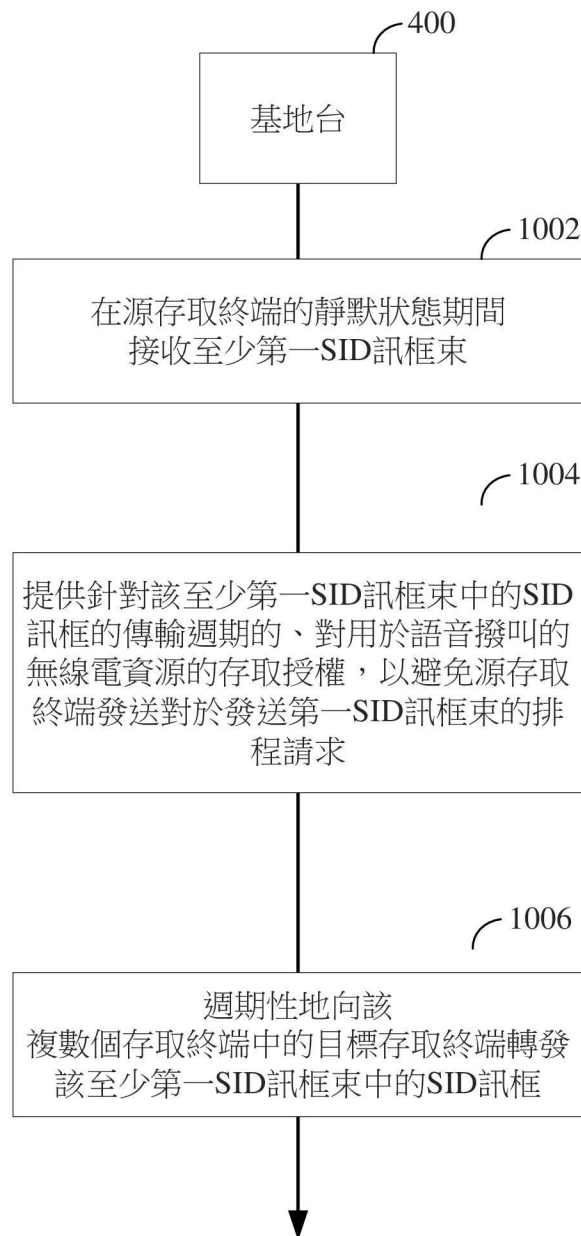 400
基地台
1002
在源存取終端的靜默狀態期間
接收至少第一SID訊框束
1004
提供針對該至少第一SID訊框束中的SID
訊框的傳輸週期的、對用於語音撥叫的
無線電資源的存取授權，以避免源存取
終端發送對於發送第一SID訊框束的排
程請求
1006
週期性地向該
複數個存取終端中的目標存取終端轉發
該至少第一SID訊框束中的SID訊框